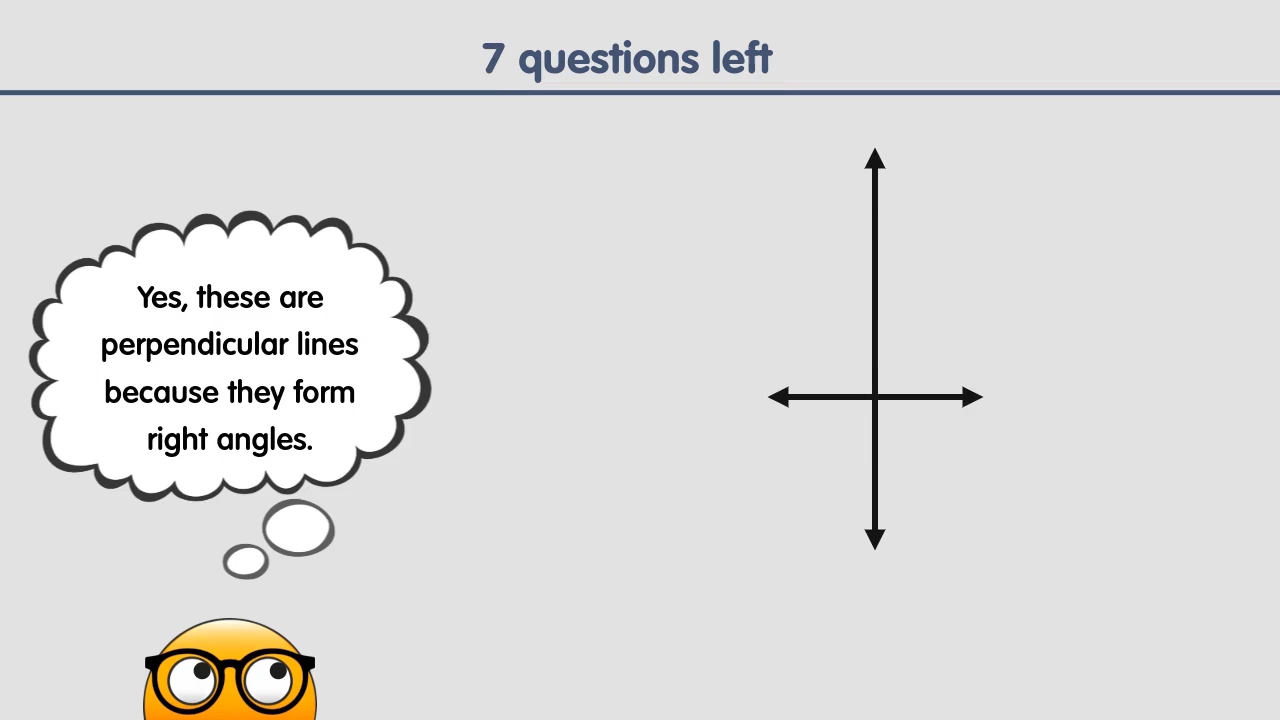 7 questions left
Yes, these are
perpendicular lines
because they form
right angles.